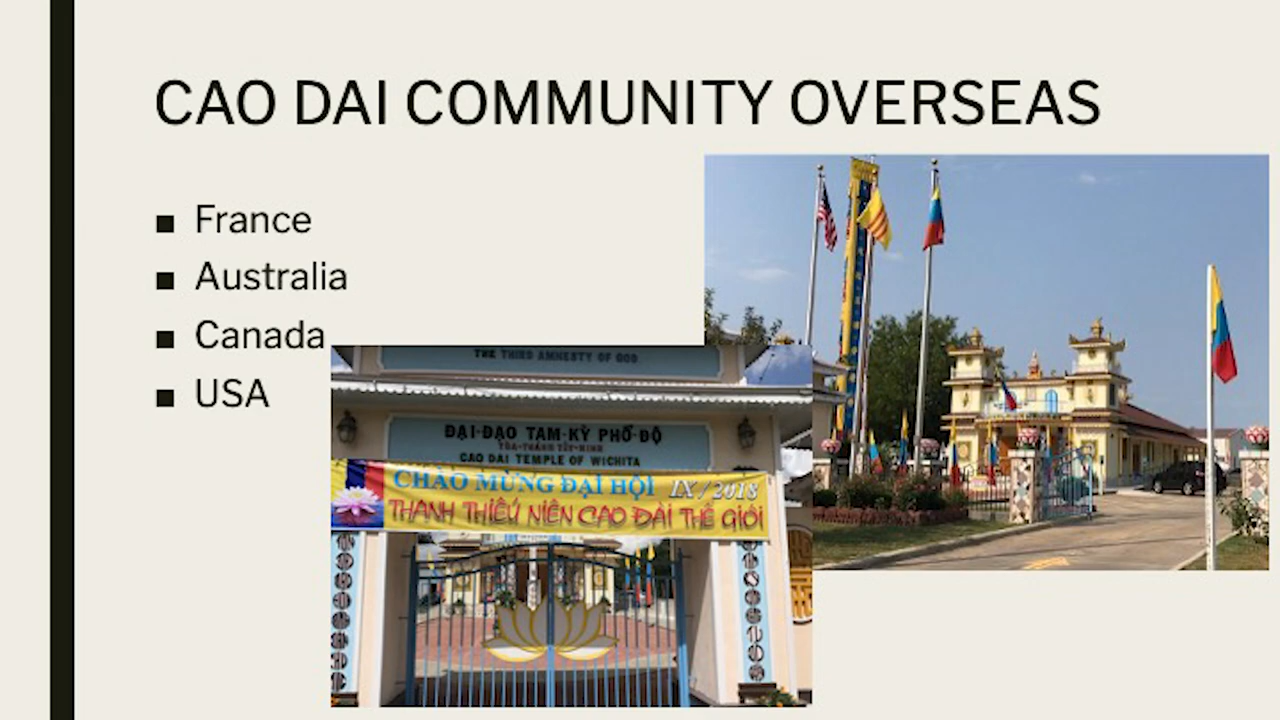 CAO DAI COMMUNITY OVERSEAS
France
Australia
Canada
USA
THE THIRD AMNESTY OF GOD
ĐẠI-ĐẠO TAM-KỲ PHỔ-ĐỘ
TÒA-THÁNH TÂY-NINH
CAO DAI TEMPLE OF WICHITA
CHÀO MỪNG ĐẠI HỘI IX/2018
THANH THIẾU NIÊN CAO ĐÀI THẾ GIỚI